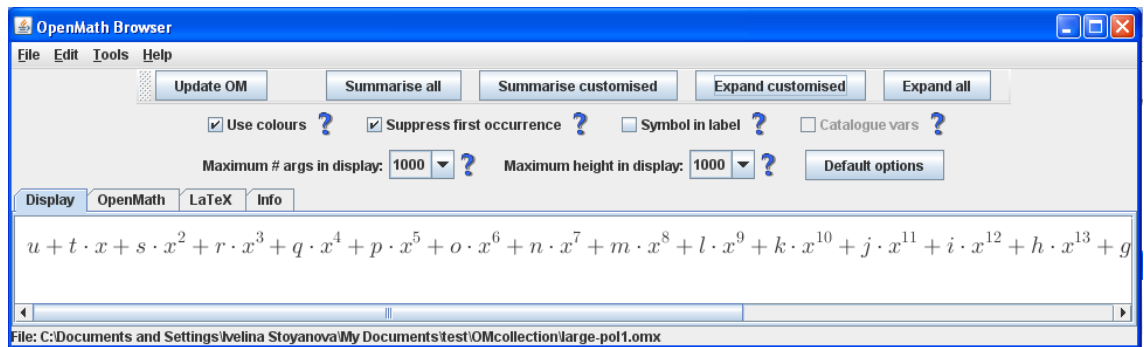 OpenMath Browser
File Edit Tools Help
Update OM Summarise all Summarise customised Expand customised Expand all
Use colours ? Suppress first occurrence ? Symbol in label ? Catalogue vars ?
Maximum # args in display: 1000 ? Maximum height in display: 1000 ? Default options
Display OpenMath LaTeX Info
u + t · x + s · x² + r · x³ + q · x⁴ + p · x⁵ + o · x⁶ + n · x⁷ + m · x⁸ + l · x⁹ + k · x¹⁰ + j · x¹¹ + i · x¹² + h · x¹³ + g
File: C:\Documents and Settings\Ivelina Stoyanova\My Documents\test\OMcollection\large-pol1.omx